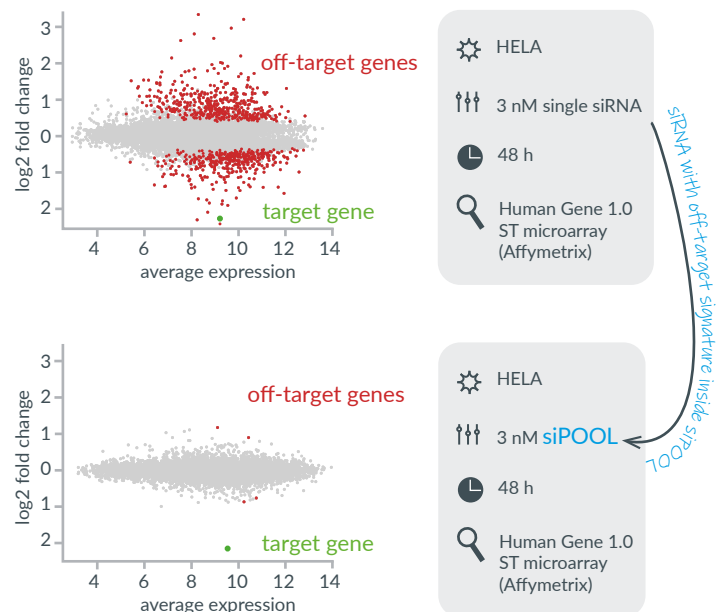 3
2
1
0
1
2
log2 fold change
off-target genes
target gene
4 6 8 10 12 14
average expression
HELA
3 nM single siRNA
48 h
Human Gene 1.0
ST microarray
(Affymetrix)
siRNA with off-target signature inside siPOOL
3
2
1
0
1
2
log2 fold change
off-target genes
target gene
4 6 8 10 12 14
average expression
HELA
3 nM siPOOL
48 h
Human Gene 1.0
ST microarray
(Affymetrix)